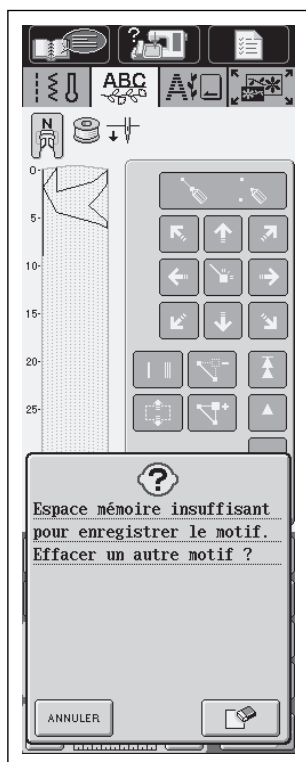 ABC
A
N
0-
5-
10-
15-
20-
25-
Espace mémoire insuffisant
pour enregistrer le motif.
Effacer un autre motif ?
ANNULER